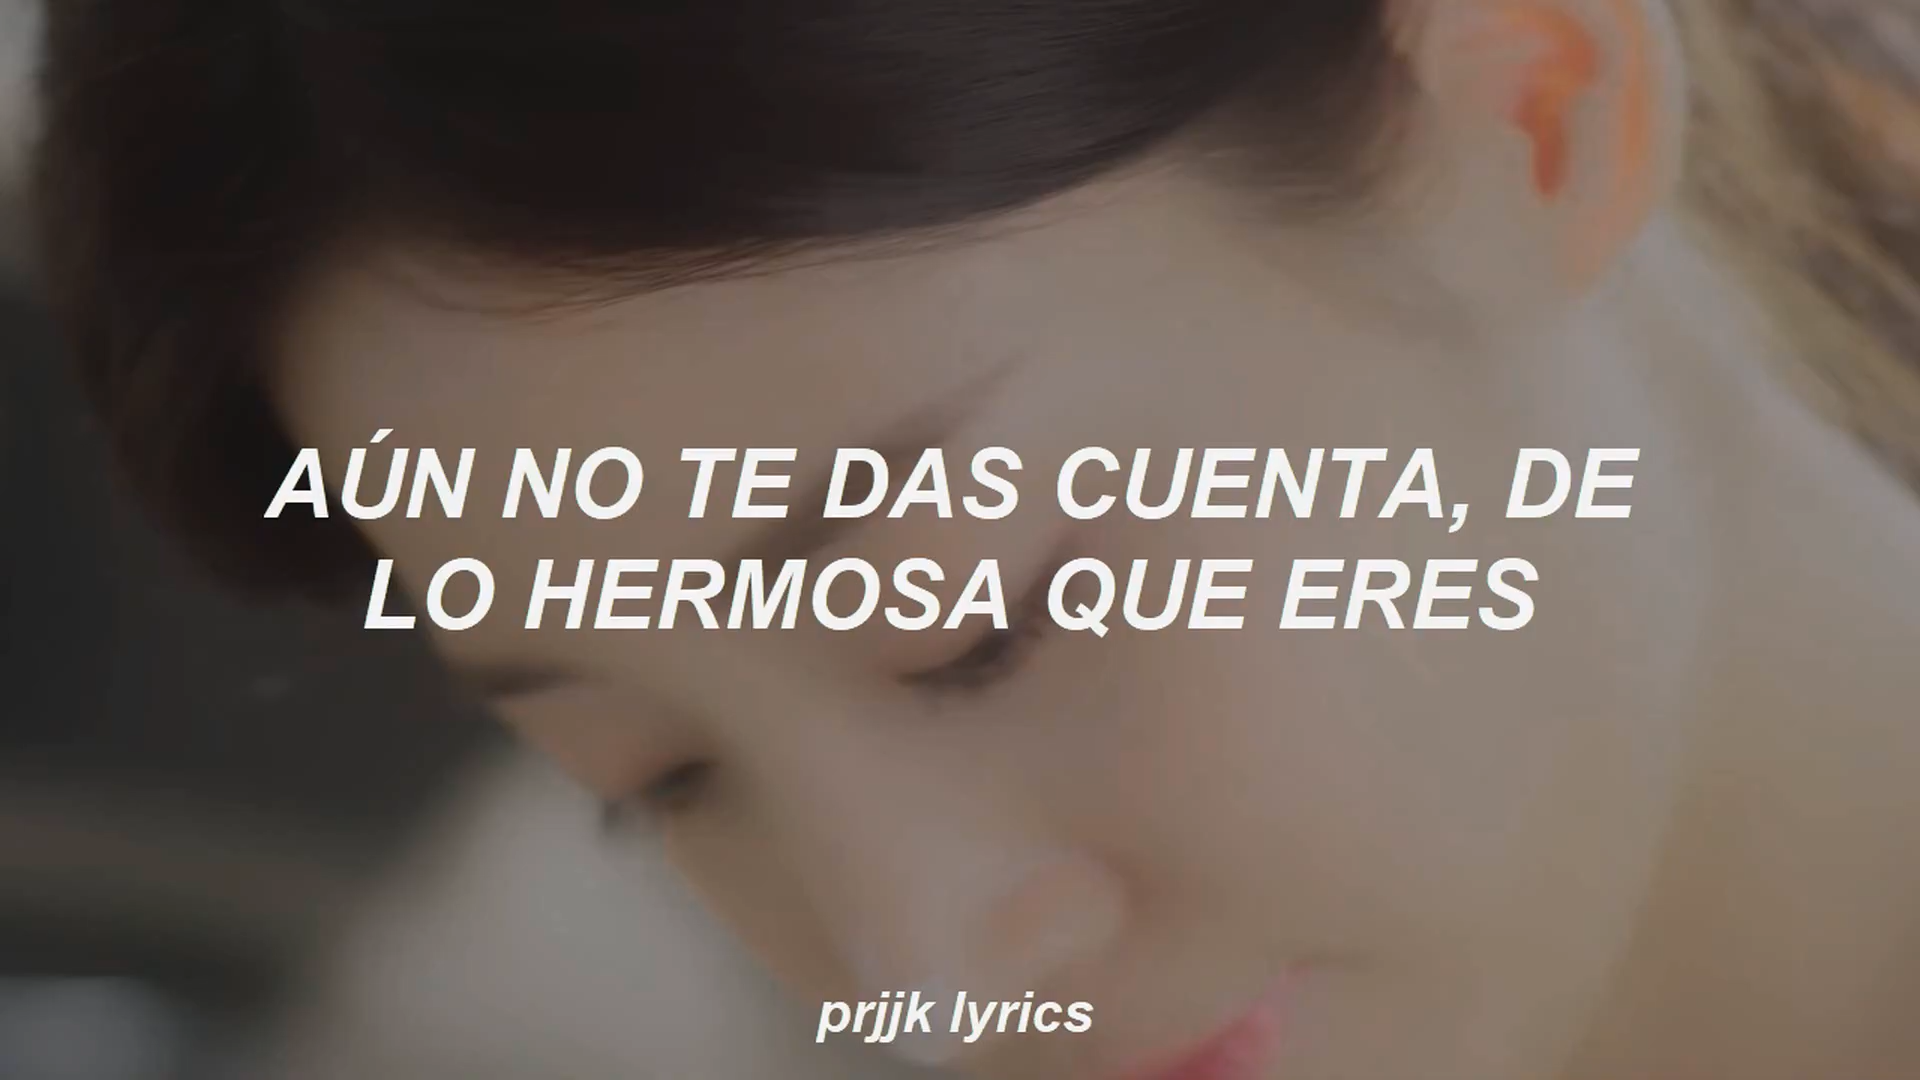 AÚN NO TE DAS CUENTA, DE
LO HERMOSA QUE ERES
prjjk lyrics